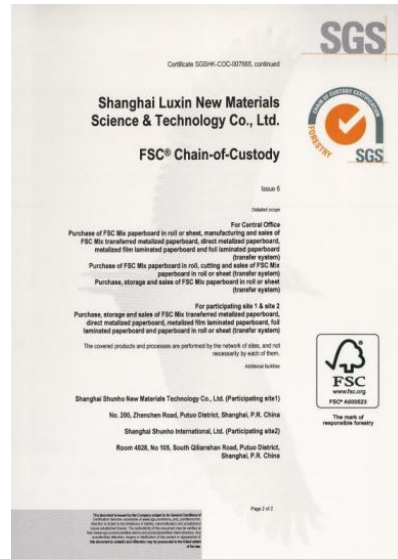 SGS
Certificate SGSHK-COC-007885, continued
Shanghai Luxin New Materials
Science & Technology Co., Ltd.
FSC® Chain-of-Custody
CHAIN OF CUSTODY CERTIFICATION
FORESTRY
SGS
Issue 6
Detailed scope
For Central Office
Purchase of FSC Mix paperboard in roll or sheet, manufacturing and sales of
FSC Mix transferred metalized paperboard, direct metalized paperboard,
metalized film laminated paperboard and foil laminated paperboard
(transfer system)
Purchase of FSC Mix paperboard in roll, cutting and sales of FSC Mix
paperboard in roll or sheet (transfer system)
Purchase, storage and sales of FSC Mix paperboard in roll or sheet
(transfer system)
For participating site 1 & site 2
Purchase, storage and sales of FSC Mix transferred metalized paperboard,
direct metalized paperboard, metalized film laminated paperboard, foil
laminated paperboard and paperboard in roll or sheet (transfer system)
The covered products and processes are performed by the network of sites, and not
necessarily by each of them.
Additional facilities
Shanghai Shunho New Materials Technology Co., Ltd. (Participating site1)
No. 200, Zhenchen Road, Putuo District, Shanghai, P.R. China
Shanghai Shunho International, Ltd. (Participating site2)
Room 4028, No 105, South Qilianshan Road, Putuo District,
Shanghai, P.R. China
FSC
www.fsc.org
FSC® A000523
The mark of
responsible forestry
Page 2 of 2